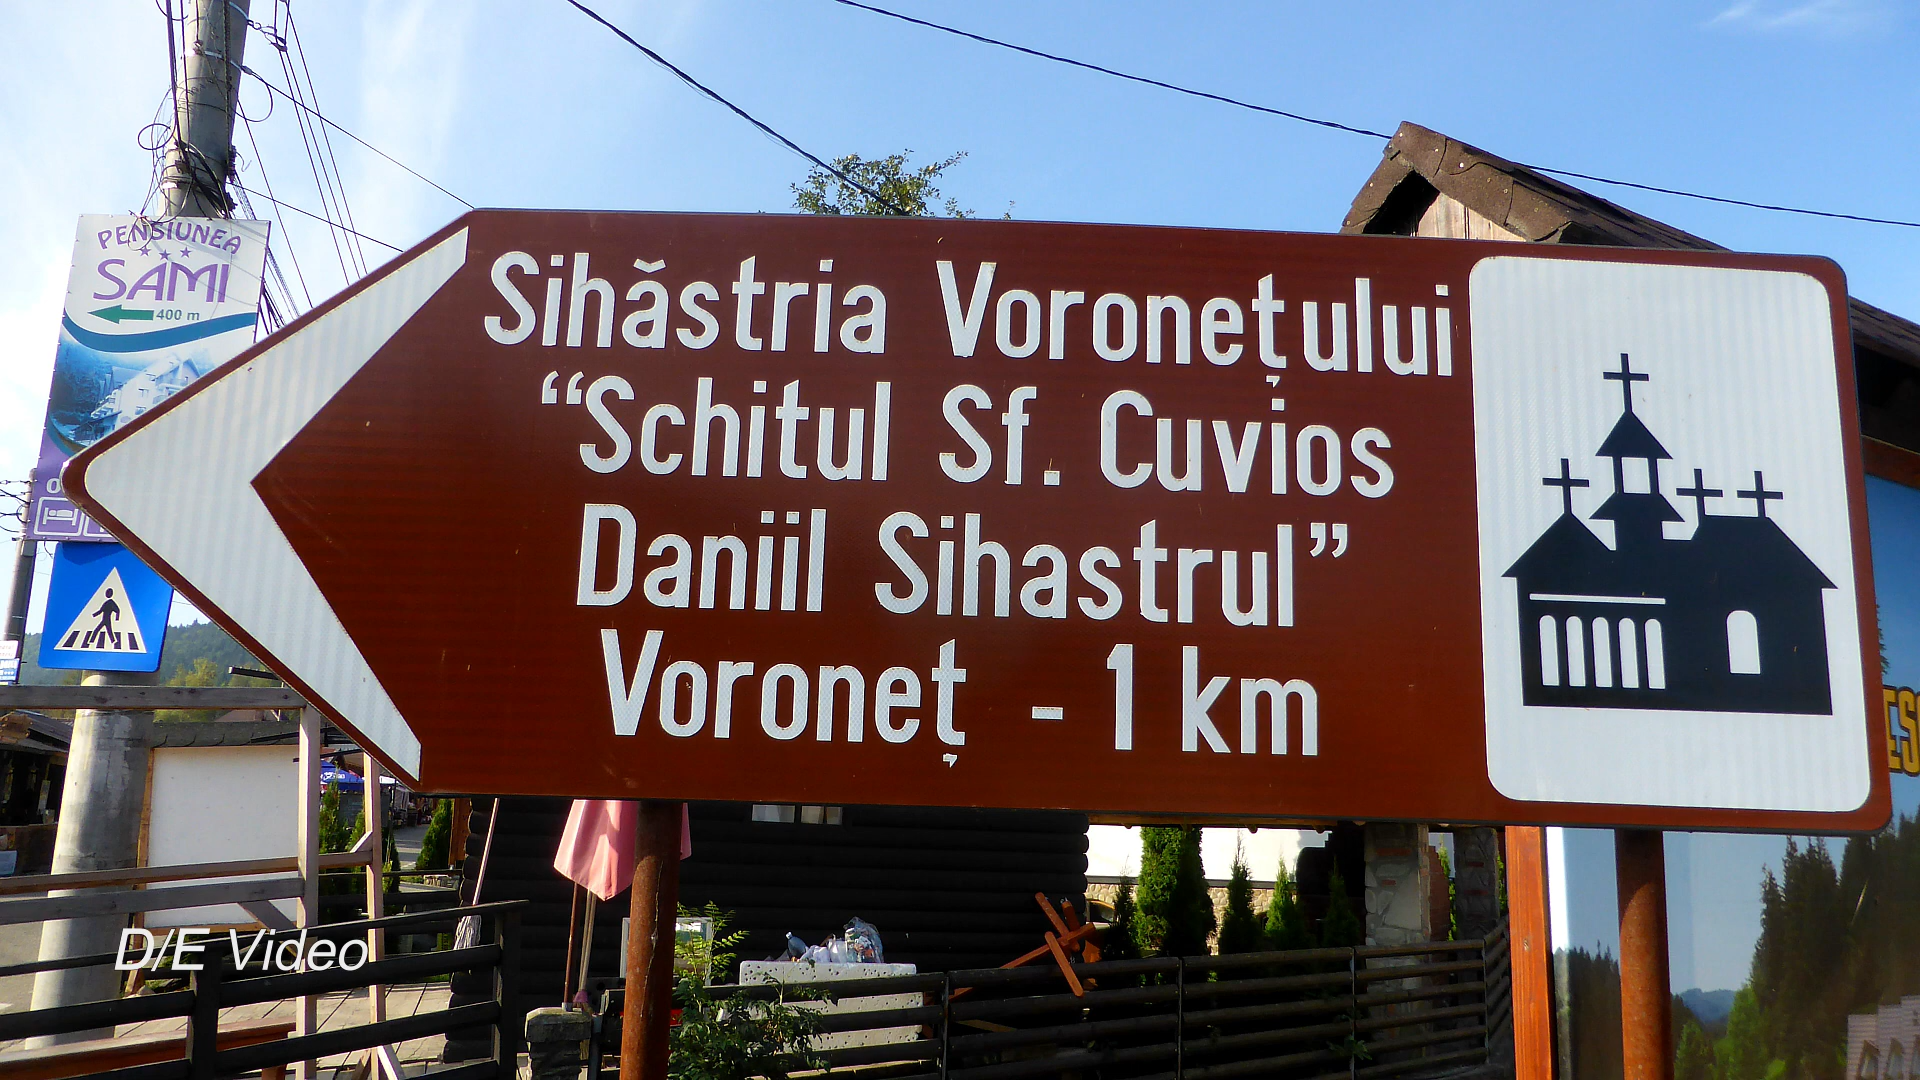 PENSIUNEA
SAMI
400 m
Sihăstria Voronețului
“Schitul Sf. Cuvios
Daniil Sihastrul”
Voroneț - 1 km
D/E Video